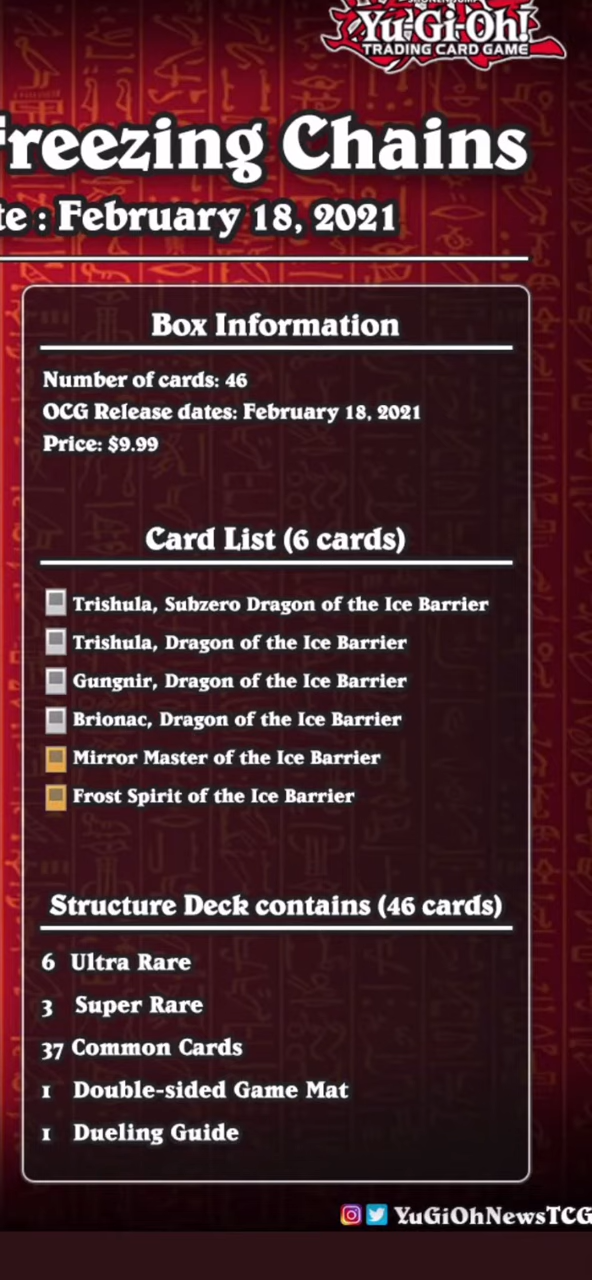 Yu-Gi-Oh!
TRADING CARD GAME
Freezing Chains
te : February 18, 2021
Box Information
Number of cards: 46
OCG Release dates: February 18, 2021
Price: $9.99
Card List (6 cards)
Trishula, Subzero Dragon of the Ice Barrier
Trishula, Dragon of the Ice Barrier
Gungnir, Dragon of the Ice Barrier
Brionac, Dragon of the Ice Barrier
Mirror Master of the Ice Barrier
Frost Spirit of the Ice Barrier
Structure Deck contains (46 cards)
6 Ultra Rare
3 Super Rare
37 Common Cards
1 Double-sided Game Mat
1 Dueling Guide
YuGiOhNewsTCG